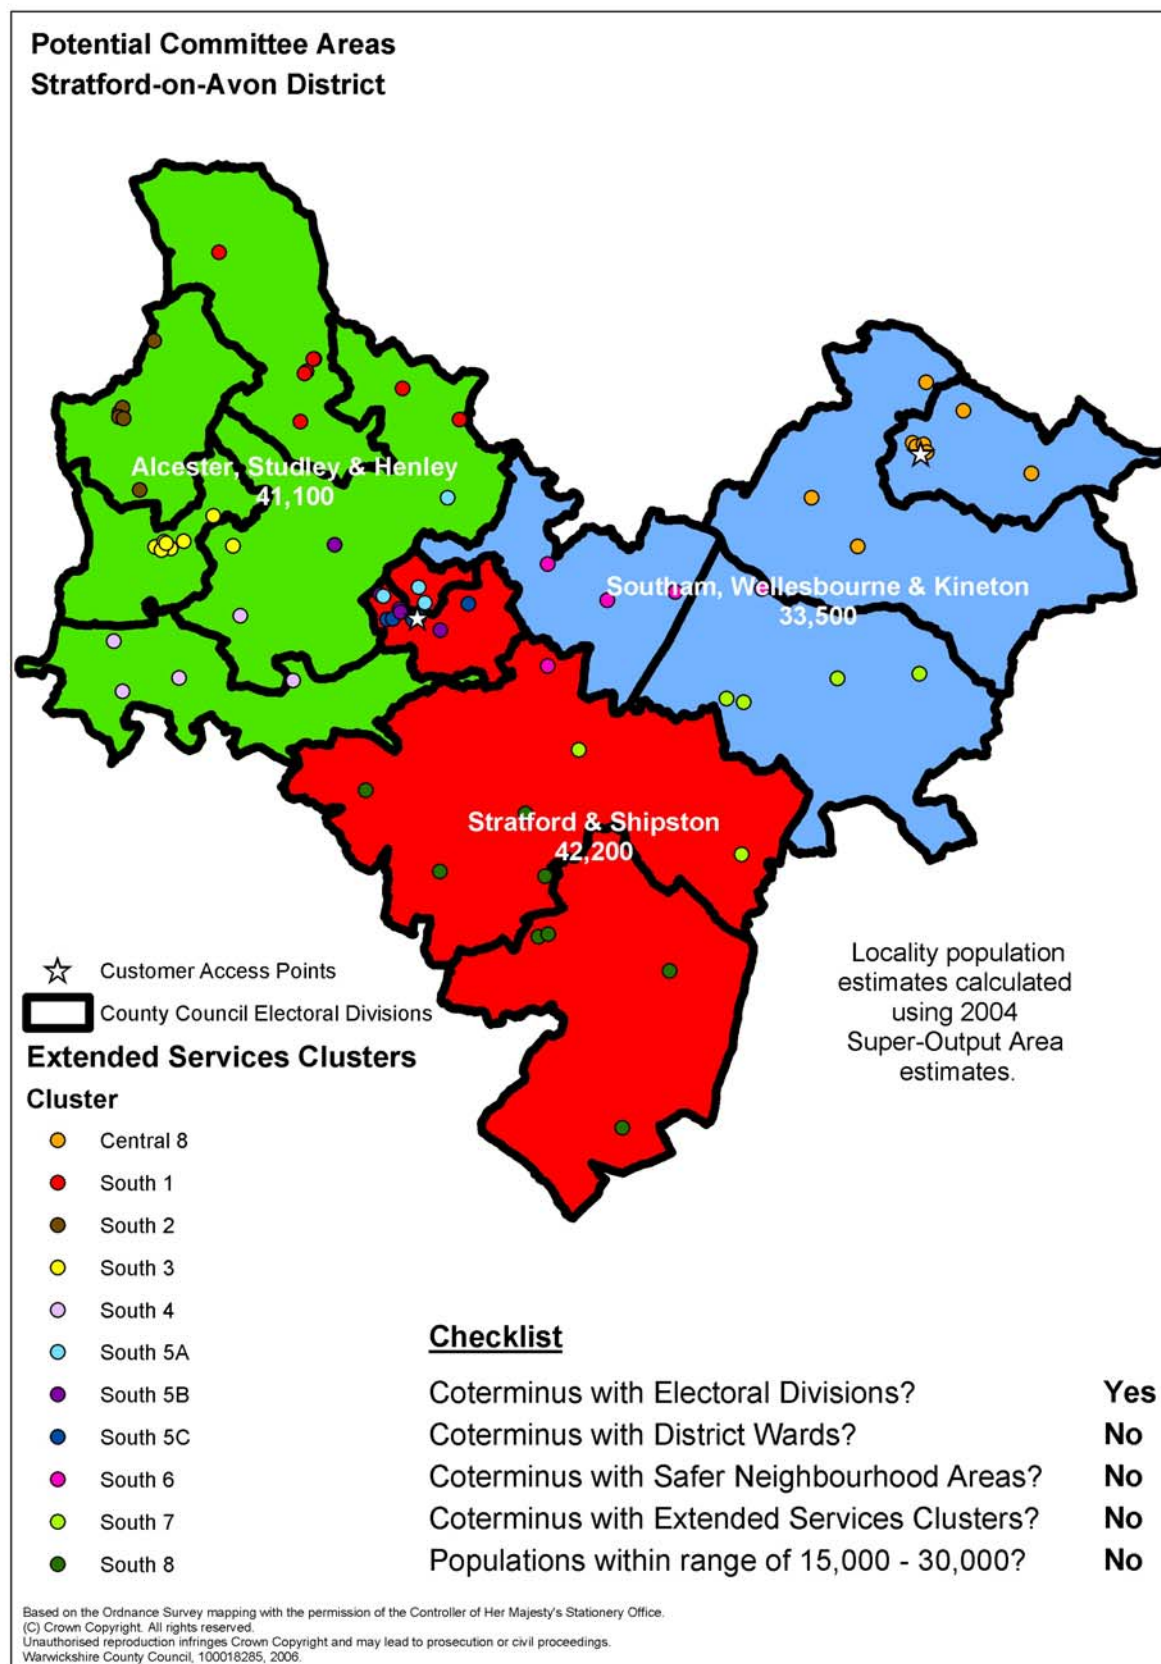 Potential Committee Areas
Stratford-on-Avon District
Alcester, Studley & Henley
41,100
Southam, Wellesbourne & Kineton
33,500
Stratford & Shipston
42,200
Locality population
estimates calculated
using 2004
Super-Output Area
estimates.
Customer Access Points
County Council Electoral Divisions
Extended Services Clusters
Cluster
Central 8
South 1
South 2
South 3
South 4
South 5A
South 5B
South 5C
South 6
South 7
South 8
Checklist
Coterminus with Electoral Divisions? Yes
Coterminus with District Wards? No
Coterminus with Safer Neighbourhood Areas? No
Coterminus with Extended Services Clusters? No
Populations within range of 15,000 - 30,000? No
Based on the Ordnance Survey mapping with the permission of the Controller of Her Majesty's Stationery Office.
(C) Crown Copyright. All rights reserved.
Unauthorised reproduction infringes Crown Copyright and may lead to prosecution or civil proceedings.
Warwickshire County Council, 100018285, 2006.